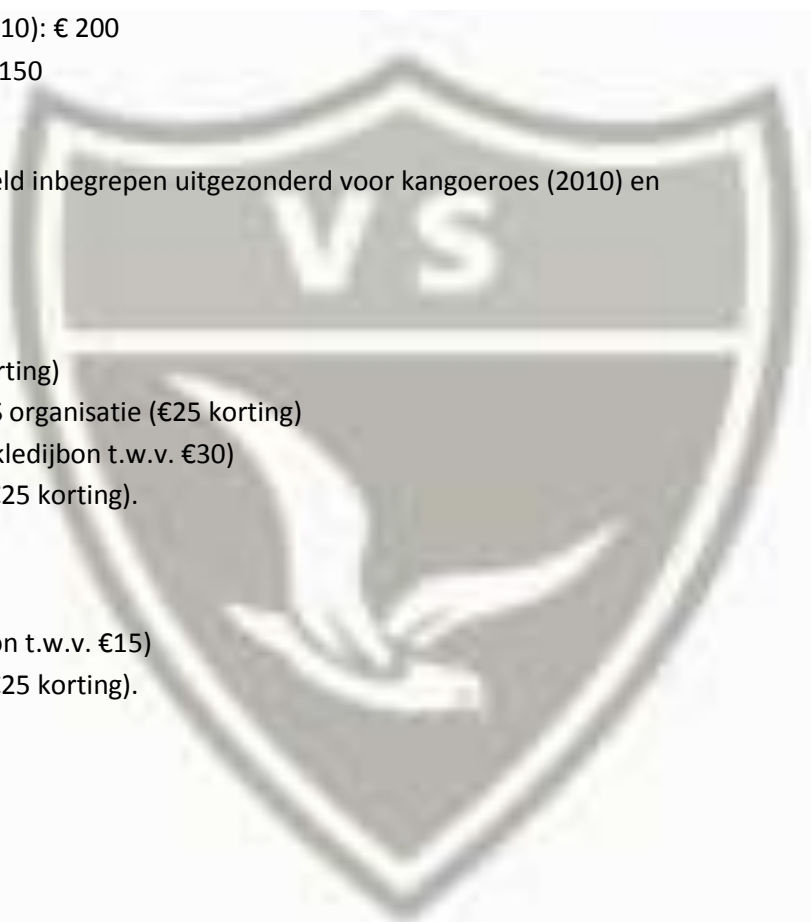 10): € 200
150
eld inbegrepen uitgezonderd voor kangoeroes (2010) en
VS
rting)
organisatie (€25 korting)
kledijbon t.w.v. €30)
25 korting).
on t.w.v. €15)
25 korting).